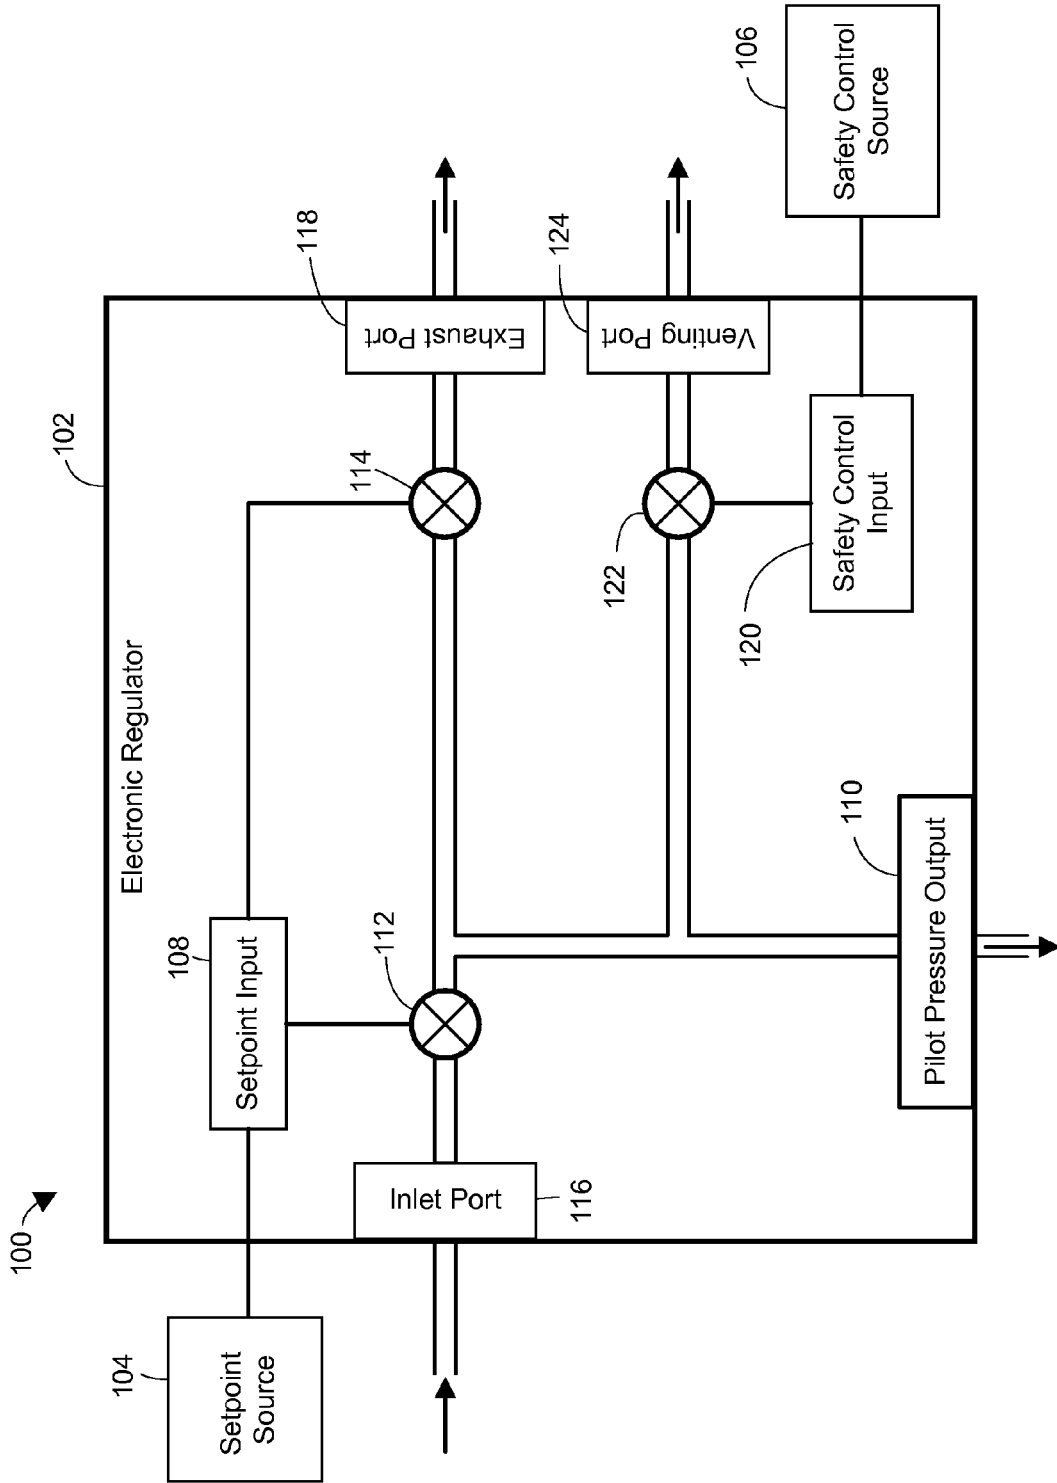 100
102
Electronic Regulator
104
Setpoint
Source
108
Setpoint Input
112
114
Inlet Port
116
118
Exhaust Port
122
124
Venting Port
110
Pilot Pressure Output
120
Safety Control
Input
106
Safety Control
Source